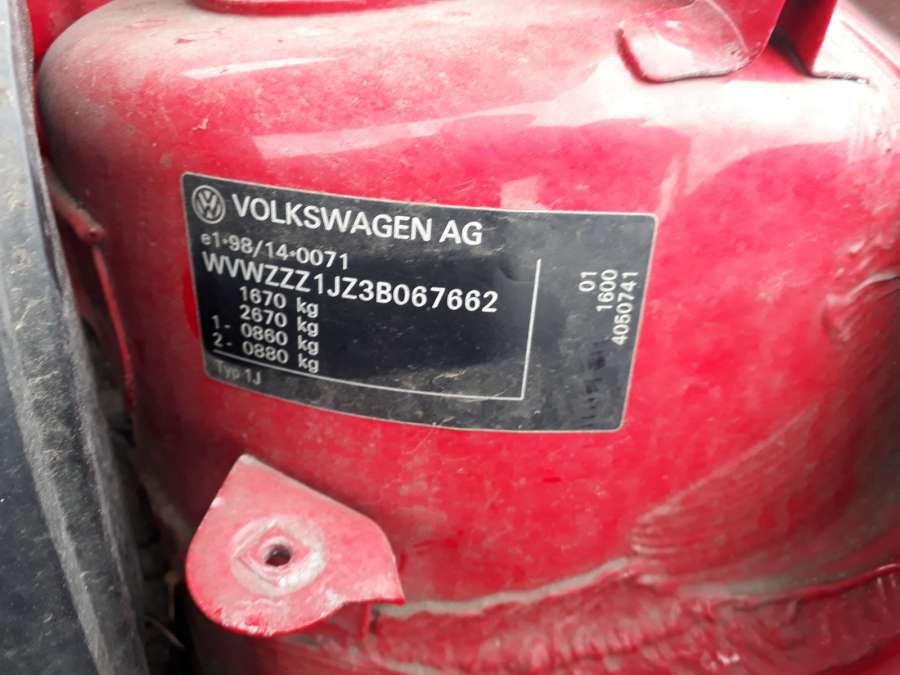 VOLKSWAGEN AG
e1*98/14*0071
WVWZZZ1JZ3B067662
1670 kg
2670 kg
1- 0860 kg
2- 0880 kg
Typ 1J
01
1600
4050741